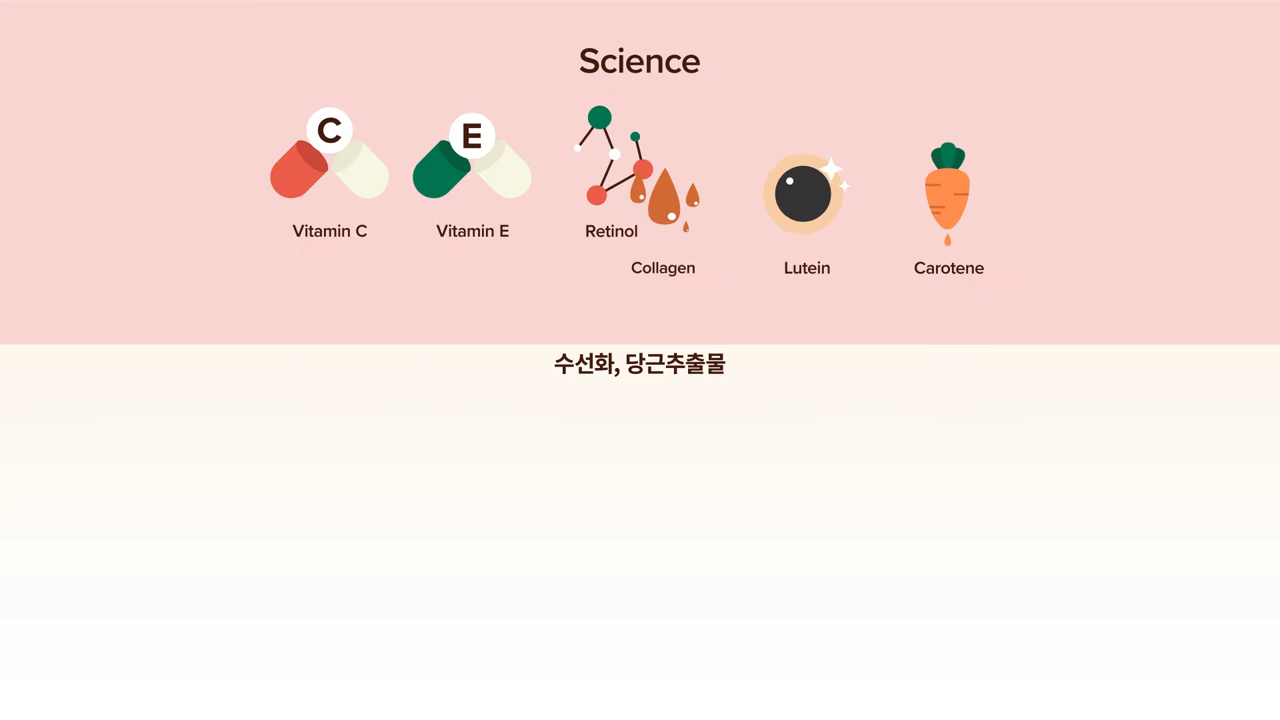 Science
C
E
Vitamin C
Vitamin E
Retinol
Collagen
Lutein
Carotene
수선화, 당근추출물